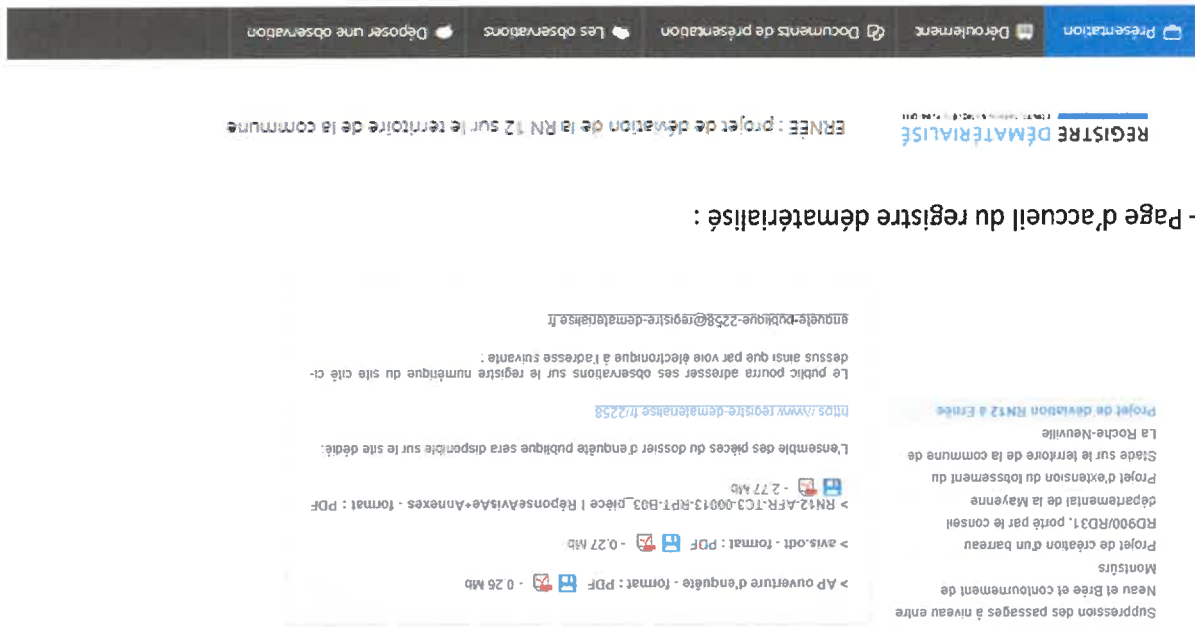 Suppression des passages à niveau entre
Neau et Brée et contournement de
Montsûrs
Projet de création d'un barreau
RD900/RD31, porté par le conseil
départemental de la Mayenne
Projet d'extension du lotissement du
Stade sur le territoire de la commune de
La Roche-Neuville
Projet de déviation RN12 à Ernée
> AP ouverture d'enquête - format : PDF - 0.26 Mb
> avis.odt - format : PDF - 0.27 Mb
> RN12-AFR-TC3-00013-RPT-B03_pièce I RéponseAvisAe+Annexes - format : PDF
- 2.77 Mb
L'ensemble des pièces du dossier d'enquête publique sera disponible sur le site dédié:
https://www.registre-dematerialise.fr/2258
Le public pourra adresser ses observations sur le registre numérique du site cité ci-
dessus ainsi que par voie électronique à l'adresse suivante :
enquete-publique-2258@registre-dematerialise.fr
- Page d'accueil du registre dématérialisé :
REGISTRE DÉMATÉRIALISÉ
ERNÉE : projet de déviation de la RN 12 sur le territoire de la commune
Présentation
Déroulement
Documents de présentation
Les observations
Déposer une observation